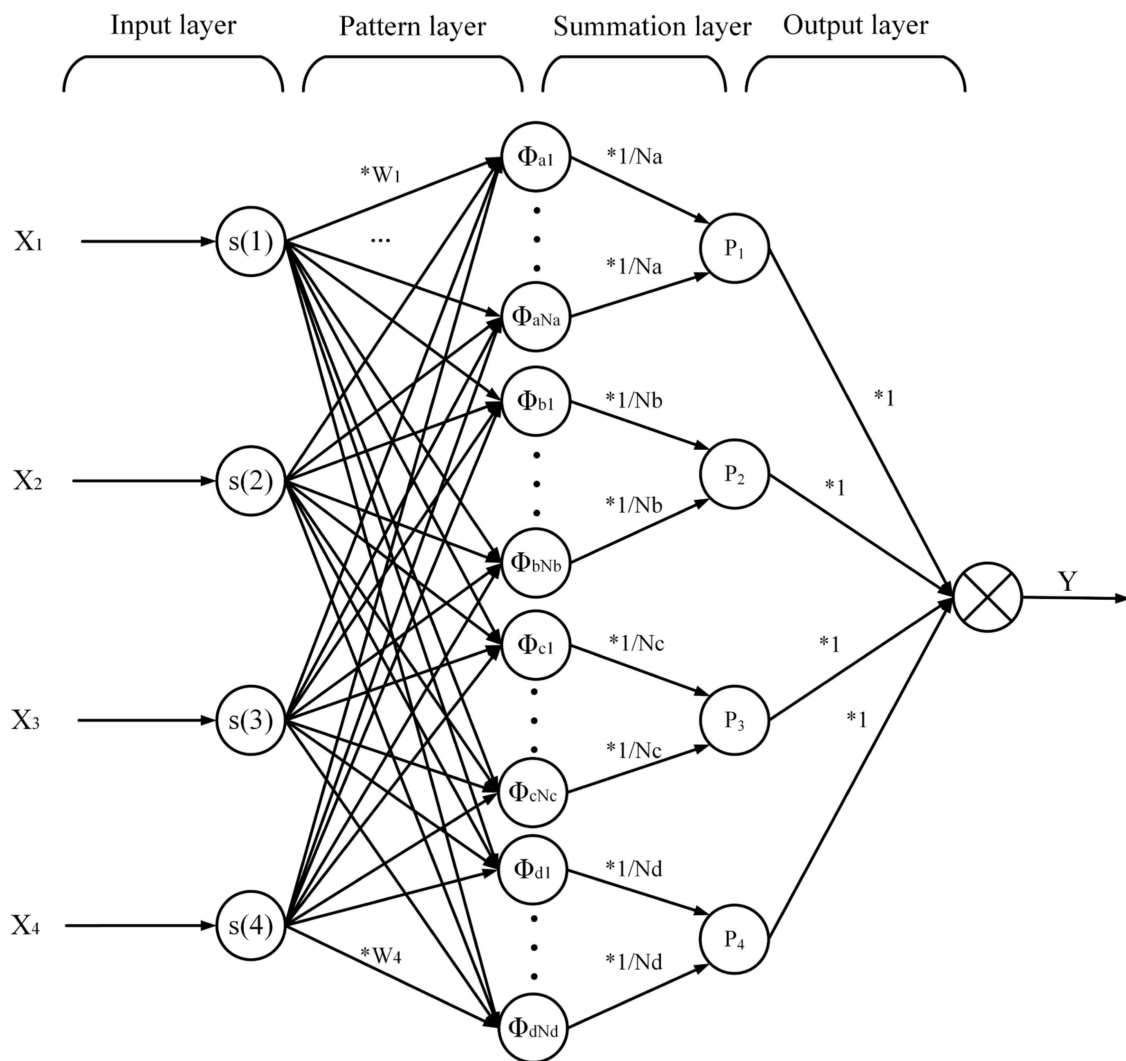 Input layer
Pattern layer
Summation layer
Output layer
Φa1
*1/Na
*W1
X1
s(1)
...
P1
*1/Na
ΦaNa
Φb1
*1/Nb
*1
X2
s(2)
P2
*1
*1/Nb
ΦbNb
Y
Φc1
*1/Nc
*1
X3
s(3)
P3
*1
*1/Nc
ΦcNc
Φd1
*1/Nd
X4
s(4)
P4
*W4
*1/Nd
ΦdNd